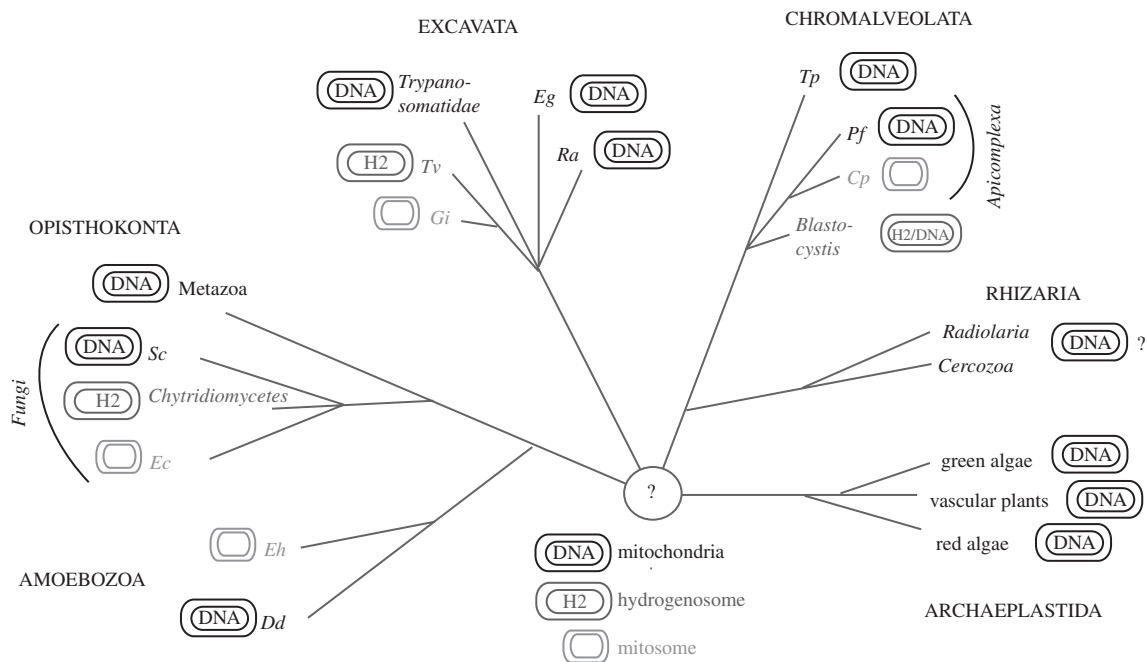 EXCAVATA
CHROMALVEOLATA
DNA Trypano-
somatidae
Eg DNA
Tp DNA
H2 Tv
Ra DNA
Pf DNA
Gi
Cp
Apicomplexa
OPISTHOKONTA
Blasto-
cystis H2/DNA
DNA Metazoa
RHIZARIA
Fungi
DNA Sc
Radiolaria
DNA ?
Cercozoa
H2 Chytridiomycetes
Ec
green algae DNA
?
vascular plants DNA
Eh
red algae DNA
DNA mitochondria
AMOEBOZOA
H2 hydrogenosome
ARCHAEPLASTIDA
DNA Dd
mitosome